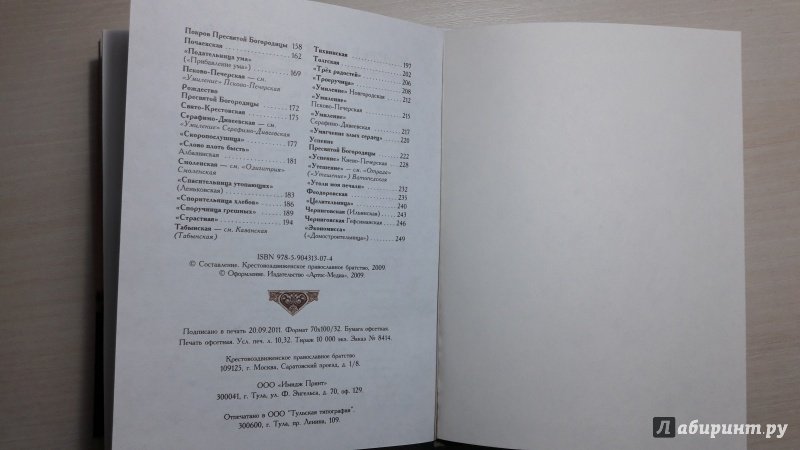 Покров Пресвятой Богородицы 158
Почаевская 162
«Подательница ума»
(«Прибавление ума») 169
Псково-Печерская — см.
«Умиление» Псково-Печерская
Рождество
Пресвятой Богородицы 172
Свято-Крестовская 175
Серафимо-Дивеевская — см.
«Умиление» Серафимо-Дивеевская
«Скоропослушница» 177
«Слово плоть бысть»
Албазинская 181
Смоленская — см. «Одигитрия»
Смоленская
«Спасительница утопающих»
(Леньковская) 183
«Спорительница хлебов» 186
«Споручница грешных» 189
«Страстная» 194
Табынская — см. Казанская
(Табынская)
Тихвинская 197
Толгская 202
«Трёх радостей» 206
«Троеручица» 208
«Умиление» Новгородская 212
«Умиление»
Псково-Печерская 215
«Умиление»
Серафимо-Дивеевская 217
«Умягчение злых сердец» 220
Успение
Пресвятой Богородицы 222
«Успение» Киево-Печерская 228
«Утешение» — см. «Отрада»
(«Утешение») Ватопедская
«Утоли моя печали» 232
Феодоровская 235
«Целительница» 240
Черниговская (Ильинская) 243
Черниговская Гефсиманская 246
«Экономисса»
(«Домостроительница») 249
ISBN 978-5-904313-07-4
© Составление. Крестовоздвиженское православное братство, 2009.
© Оформление. Издательство «Артос-Медиа», 2009.
Подписано в печать 20.09.2011. Формат 70х100/32. Бумага офсетная.
Печать офсетная. Усл. печ. л. 10,32. Тираж 10 000 экз. Заказ № 8414.
Крестовоздвиженское православное братство
109125, г. Москва, Саратовский проезд, д. 1/8.
ООО «Имидж Принт»
300041, г. Тула, ул. Ф. Энгельса, д. 70, оф. 129.
Отпечатано в ООО "Тульская типография".
300600, г. Тула, пр. Ленина, 109.
Лабиринт.ру